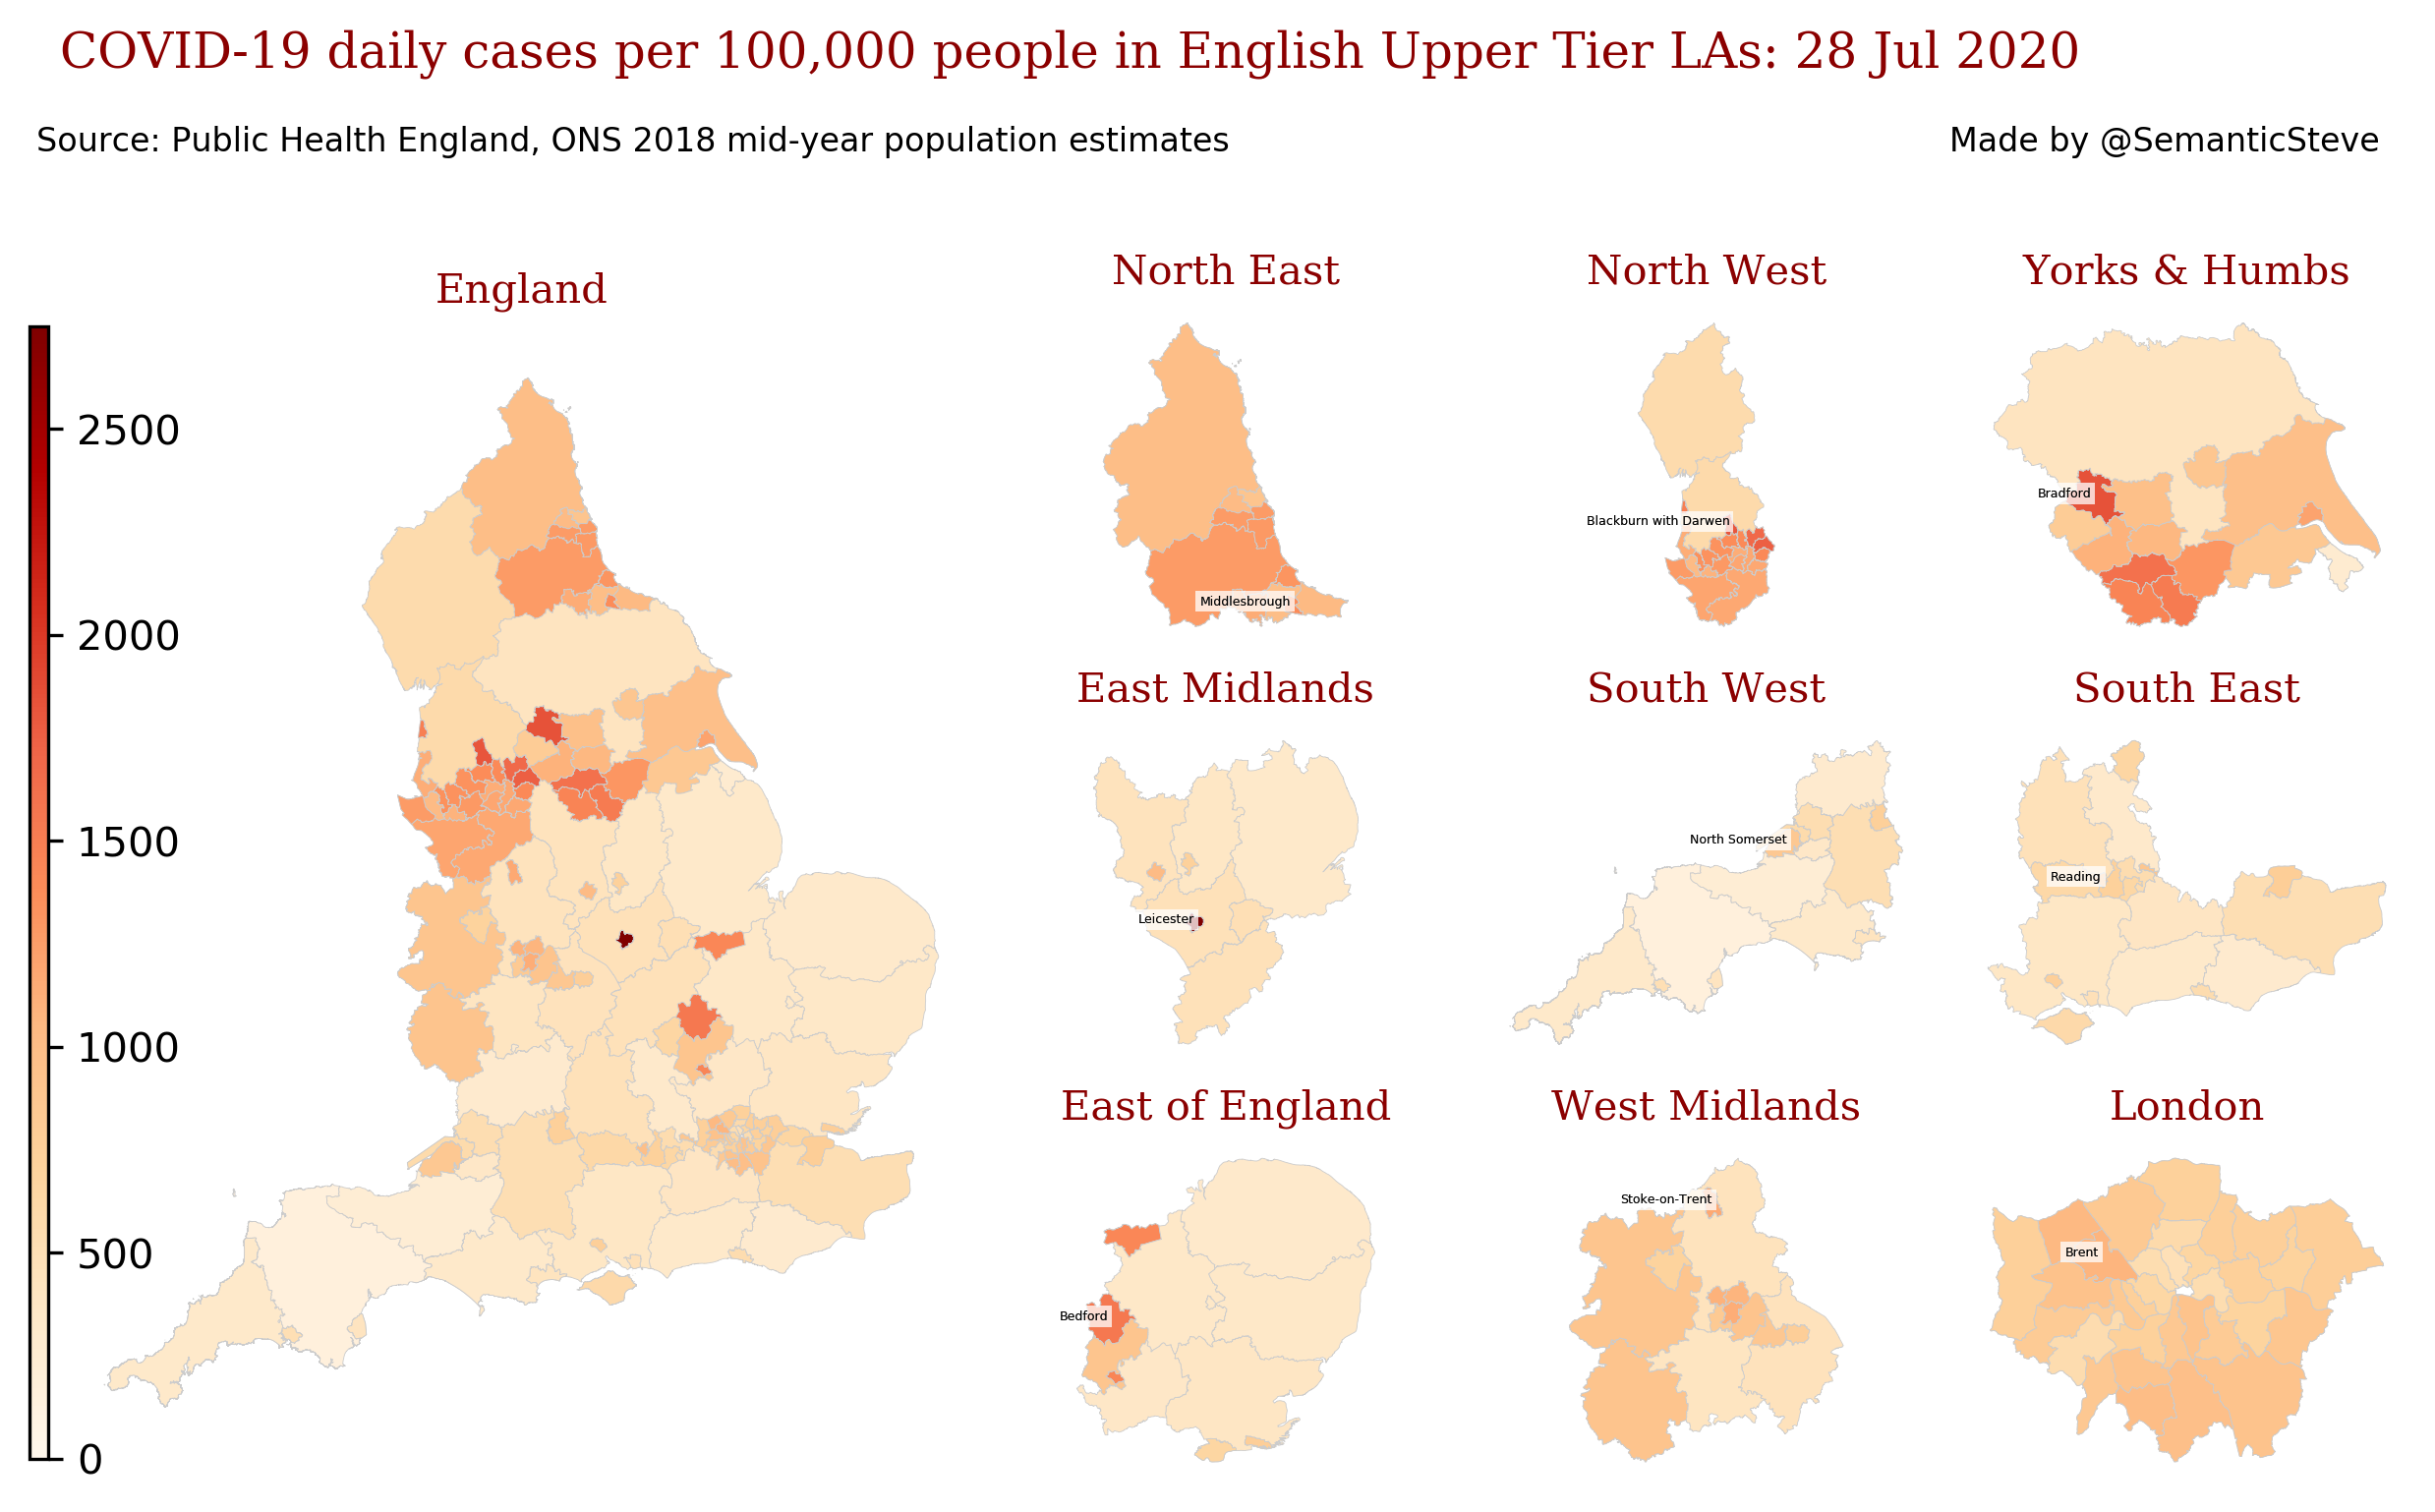 COVID-19 daily cases per 100,000 people in English Upper Tier LAs: 28 Jul 2020
Source: Public Health England, ONS 2018 mid-year population estimates
Made by @SemanticSteve
England
2500
2000
1500
1000
500
0
North East
Middlesbrough
North West
Blackburn with Darwen
Yorks & Humbs
Bradford
East Midlands
Leicester
South West
North Somerset
South East
Reading
East of England
Bedford
West Midlands
Stoke-on-Trent
London
Brent